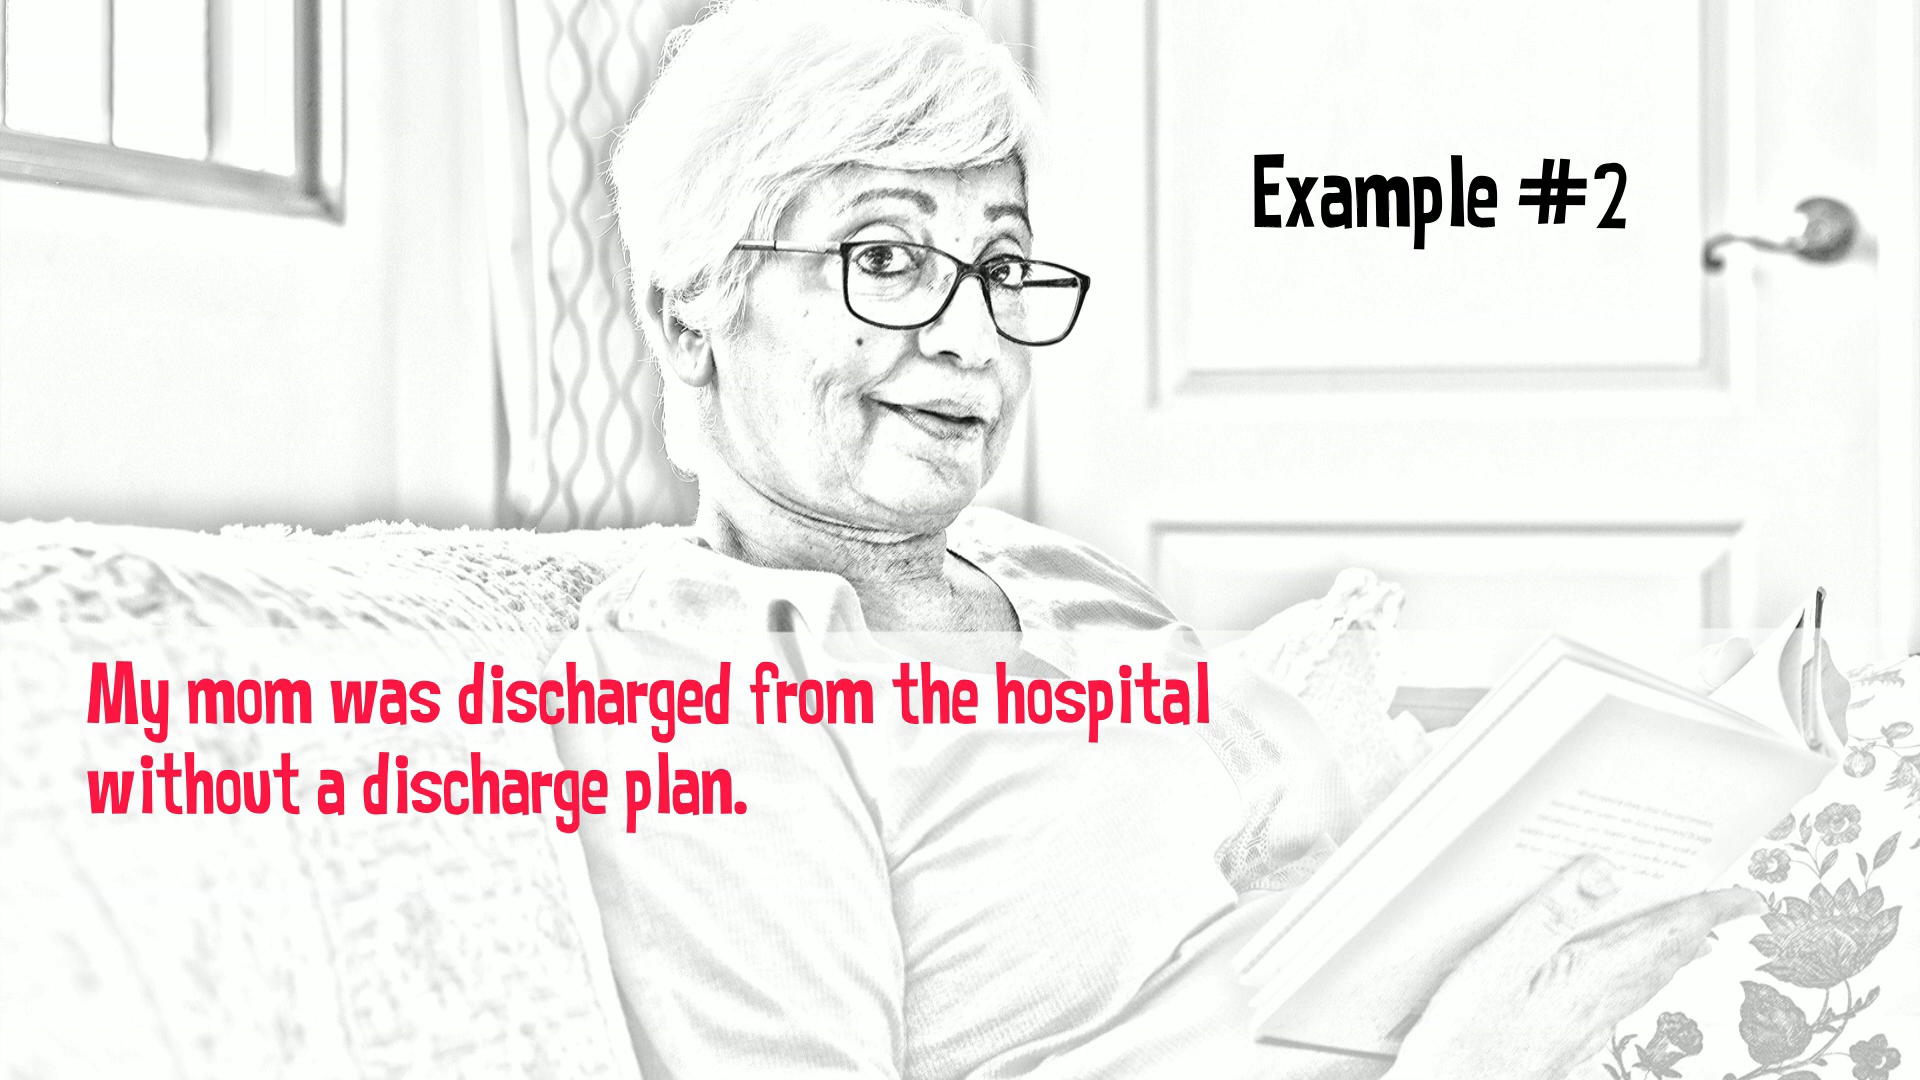 Example #2
My mom was discharged from the hospital
without a discharge plan.